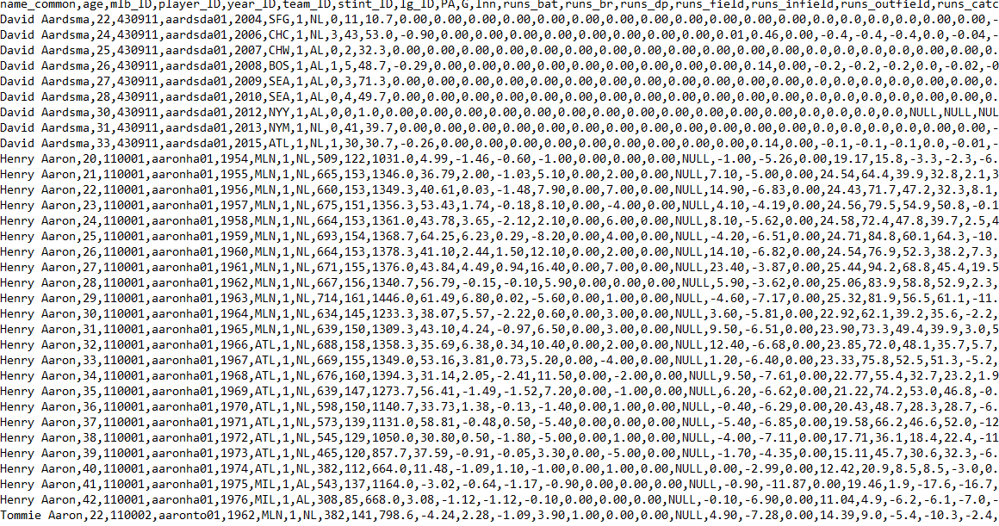 name_common,age,mlb_ID,player_ID,year_ID,team_ID,stint_ID,lg_ID,PA,G,Inn,runs_bat,runs_br,runs_dp,runs_field,runs_infield,runs_outfield,runs_catc
David Aardsma,22,430911,aardsda01,2004,SFG,1,NL,0,11,10.7,0.00,0.00,0.00,0.00,0.00,0.00,0.00,0.00,0.00,0.00,0.00,0.0,0.0,0.0,0.0,0.00,-
David Aardsma,24,430911,aardsda01,2006,CHC,1,NL,3,43,53.0,-0.90,0.00,0.00,0.00,0.00,0.00,0.00,0.00,0.01,0.46,0.00,-0.4,-0.4,-0.4,0.0,-0.04,-
David Aardsma,25,430911,aardsda01,2007,CHW,1,AL,0,2,32.3,0.00,0.00,0.00,0.00,0.00,0.00,0.00,0.00,0.00,0.00,0.00,0.0,0.0,0.0,0.0,0.00,0.
David Aardsma,26,430911,aardsda01,2008,BOS,1,AL,1,5,48.7,-0.29,0.00,0.00,0.00,0.00,0.00,0.00,0.00,0.00,0.14,0.00,-0.2,-0.2,-0.2,0.0,-0.02,-0
David Aardsma,27,430911,aardsda01,2009,SEA,1,AL,0,3,71.3,0.00,0.00,0.00,0.00,0.00,0.00,0.00,0.00,0.00,0.00,0.00,0.0,0.0,0.0,0.0,0.00,0.
David Aardsma,28,430911,aardsda01,2010,SEA,1,AL,0,4,49.7,0.00,0.00,0.00,0.00,0.00,0.00,0.00,0.00,0.00,0.00,0.00,0.0,0.0,0.0,0.0,0.00,0.
David Aardsma,30,430911,aardsda01,2012,NYY,1,AL,0,0,1.0,0.00,0.00,0.00,0.00,0.00,0.00,0.00,0.00,0.00,0.00,0.00,0.0,0.0,0.0,0.0,NULL,NULL,NUL
David Aardsma,31,430911,aardsda01,2013,NYM,1,NL,0,41,39.7,0.00,0.00,0.00,0.00,0.00,0.00,0.00,0.00,0.00,0.00,0.00,0.0,0.0,0.0,0.0,0.00,-
David Aardsma,33,430911,aardsda01,2015,ATL,1,NL,1,30,30.7,-0.26,0.00,0.00,0.00,0.00,0.00,0.00,0.00,0.00,0.14,0.00,-0.1,-0.1,-0.1,0.0,-0.01,-
Henry Aaron,20,110001,aaronha01,1954,MLN,1,NL,509,122,1031.0,4.99,-1.46,-0.60,-1.00,0.00,0.00,0.00,NULL,-1.00,-5.26,0.00,19.17,15.8,-3.3,-2.3,-6.
Henry Aaron,21,110001,aaronha01,1955,MLN,1,NL,665,153,1346.0,36.79,2.00,-1.03,5.10,0.00,2.00,0.00,NULL,7.10,-5.00,0.00,24.54,64.4,39.9,32.8,2.1,3
Henry Aaron,22,110001,aaronha01,1956,MLN,1,NL,660,153,1349.3,40.61,0.03,-1.48,7.90,0.00,7.00,0.00,NULL,14.90,-6.83,0.00,24.43,71.7,47.2,32.3,8.1,
Henry Aaron,23,110001,aaronha01,1957,MLN,1,NL,675,151,1356.3,53.43,1.74,-0.18,8.10,0.00,-4.00,0.00,NULL,4.10,-4.19,0.00,24.56,79.5,54.9,50.8,-0.1
Henry Aaron,24,110001,aaronha01,1958,MLN,1,NL,664,153,1361.0,43.78,3.65,-2.12,2.10,0.00,6.00,0.00,NULL,8.10,-5.62,0.00,24.58,72.4,47.8,39.7,2.5,4
Henry Aaron,25,110001,aaronha01,1959,MLN,1,NL,693,154,1368.7,64.25,6.23,0.29,-8.20,0.00,4.00,0.00,NULL,-4.20,-6.51,0.00,24.71,84.8,60.1,64.3,-10.
Henry Aaron,26,110001,aaronha01,1960,MLN,1,NL,664,153,1378.3,41.10,2.44,1.50,12.10,0.00,2.00,0.00,NULL,14.10,-6.82,0.00,24.54,76.9,52.3,38.2,7.3,
Henry Aaron,27,110001,aaronha01,1961,MLN,1,NL,671,155,1376.0,43.84,4.49,0.94,16.40,0.00,7.00,0.00,NULL,23.40,-3.87,0.00,25.44,94.2,68.8,45.4,19.5
Henry Aaron,28,110001,aaronha01,1962,MLN,1,NL,667,156,1340.7,56.79,-0.15,-0.10,5.90,0.00,0.00,0.00,NULL,5.90,-3.62,0.00,25.06,83.9,58.8,52.9,2.3,
Henry Aaron,29,110001,aaronha01,1963,MLN,1,NL,714,161,1446.0,61.49,6.80,0.02,-5.60,0.00,1.00,0.00,NULL,-4.60,-7.17,0.00,25.32,81.9,56.5,61.1,-11.
Henry Aaron,30,110001,aaronha01,1964,MLN,1,NL,634,145,1233.3,38.07,5.57,-2.22,0.60,0.00,3.00,0.00,NULL,3.60,-5.81,0.00,22.92,62.1,39.2,35.6,-2.2,
Henry Aaron,31,110001,aaronha01,1965,MLN,1,NL,639,150,1309.3,43.10,4.24,-0.97,6.50,0.00,3.00,0.00,NULL,9.50,-6.51,0.00,23.90,73.3,49.4,39.9,3.0,5
Henry Aaron,32,110001,aaronha01,1966,ATL,1,NL,688,158,1358.3,35.69,6.38,0.34,10.40,0.00,2.00,0.00,NULL,12.40,-6.68,0.00,23.85,72.0,48.1,35.7,5.7,
Henry Aaron,33,110001,aaronha01,1967,ATL,1,NL,669,155,1349.0,53.16,3.81,0.73,5.20,0.00,-4.00,0.00,NULL,1.20,-6.40,0.00,23.33,75.8,52.5,51.3,-5.2,
Henry Aaron,34,110001,aaronha01,1968,ATL,1,NL,676,160,1394.3,31.14,2.05,-2.41,11.50,0.00,-2.00,0.00,NULL,9.50,-7.61,0.00,22.77,55.4,32.7,23.2,1.9
Henry Aaron,35,110001,aaronha01,1969,ATL,1,NL,639,147,1273.7,56.41,-1.49,-1.52,7.20,0.00,-1.00,0.00,NULL,6.20,-6.62,0.00,21.22,74.2,53.0,46.8,-0.
Henry Aaron,36,110001,aaronha01,1970,ATL,1,NL,598,150,1140.7,33.73,1.38,-0.13,-1.40,0.00,1.00,0.00,NULL,-0.40,-6.29,0.00,20.43,48.7,28.3,28.7,-6.
Henry Aaron,37,110001,aaronha01,1971,ATL,1,NL,573,139,1131.0,58.81,-0.48,0.50,-5.40,0.00,0.00,0.00,NULL,-5.40,-6.85,0.00,19.58,66.2,46.6,52.0,-12
Henry Aaron,38,110001,aaronha01,1972,ATL,1,NL,545,129,1050.0,30.80,0.50,-1.80,-5.00,0.00,1.00,0.00,NULL,-4.00,-7.11,0.00,17.71,36.1,18.4,22.4,-11
Henry Aaron,39,110001,aaronha01,1973,ATL,1,NL,465,120,857.7,37.59,-0.91,-0.05,3.30,0.00,-5.00,0.00,NULL,-1.70,-4.35,0.00,15.11,45.7,30.6,32.3,-6.
Henry Aaron,40,110001,aaronha01,1974,ATL,1,NL,382,112,664.0,11.48,-1.09,1.10,-1.00,0.00,1.00,0.00,NULL,0.00,-2.99,0.00,12.42,20.9,8.5,8.5,-3.0,0.
Henry Aaron,41,110001,aaronha01,1975,MIL,1,AL,543,137,1164.0,-3.02,-0.64,-1.17,-0.90,0.00,0.00,0.00,NULL,-0.90,-11.87,0.00,19.46,1.9,-17.6,-16.7,
Henry Aaron,42,110001,aaronha01,1976,MIL,1,AL,308,85,668.0,3.08,-1.12,-1.12,-0.10,0.00,0.00,0.00,NULL,-0.10,-6.90,0.00,11.04,4.9,-6.2,-6.1,-7.0,-
Tommie Aaron,22,110002,aaronto01,1962,MLN,1,NL,382,141,798.6,-4.24,2.28,-1.09,3.90,1.00,0.00,0.00,NULL,4.90,-7.28,0.00,14.39,9.0,-5.4,-10.3,-2.4,